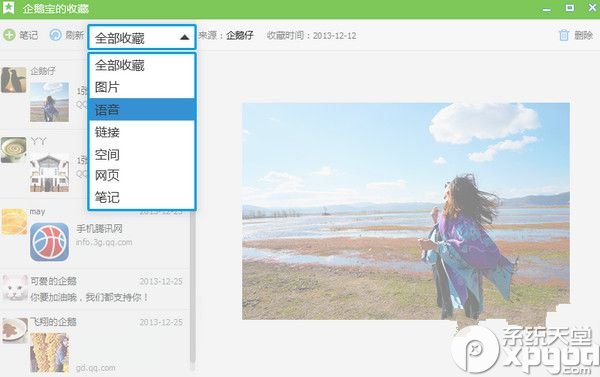 企鹅宝的收藏
笔记 刷新 全部收藏 来源：企鹅仔 收藏时间：2013-12-12 删除
全部收藏
图片
语音
链接
空间
网页
笔记
企鹅仔
1张
QQ
丫丫
1张
QQ
may 2013-12-25
手机腾讯网
info.3g.qq.com
可爱的企鹅 2013-12-25
你要加油哦，我们都支持你！
飞翔的企鹅 2013-12-25
gd.qq.com
系统天堂
pxpgod